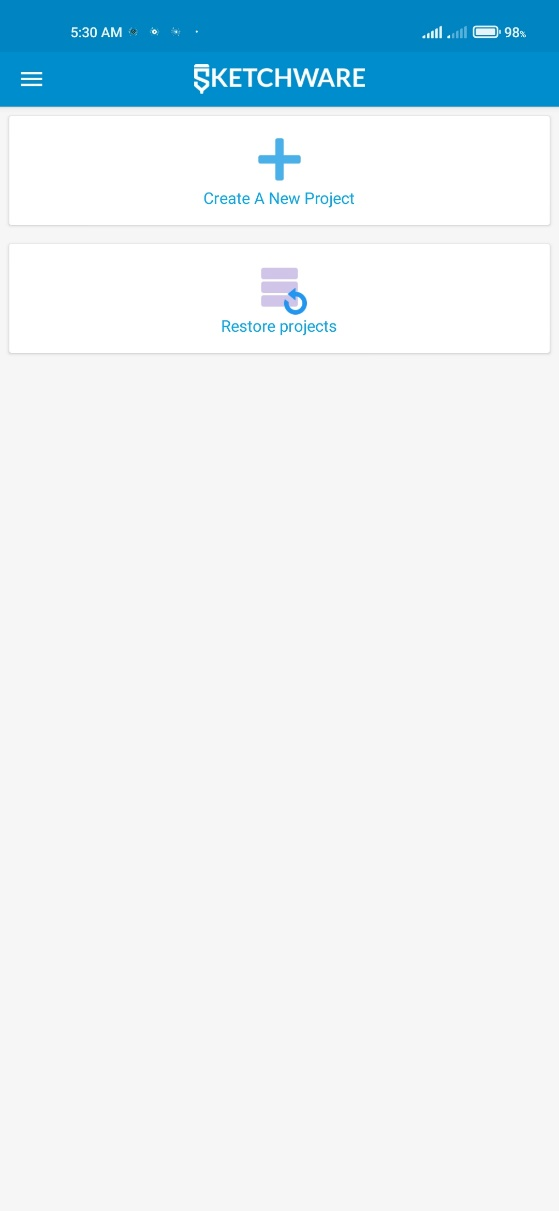 5:30 AM 98%
SKETCHWARE
Create A New Project
Restore projects